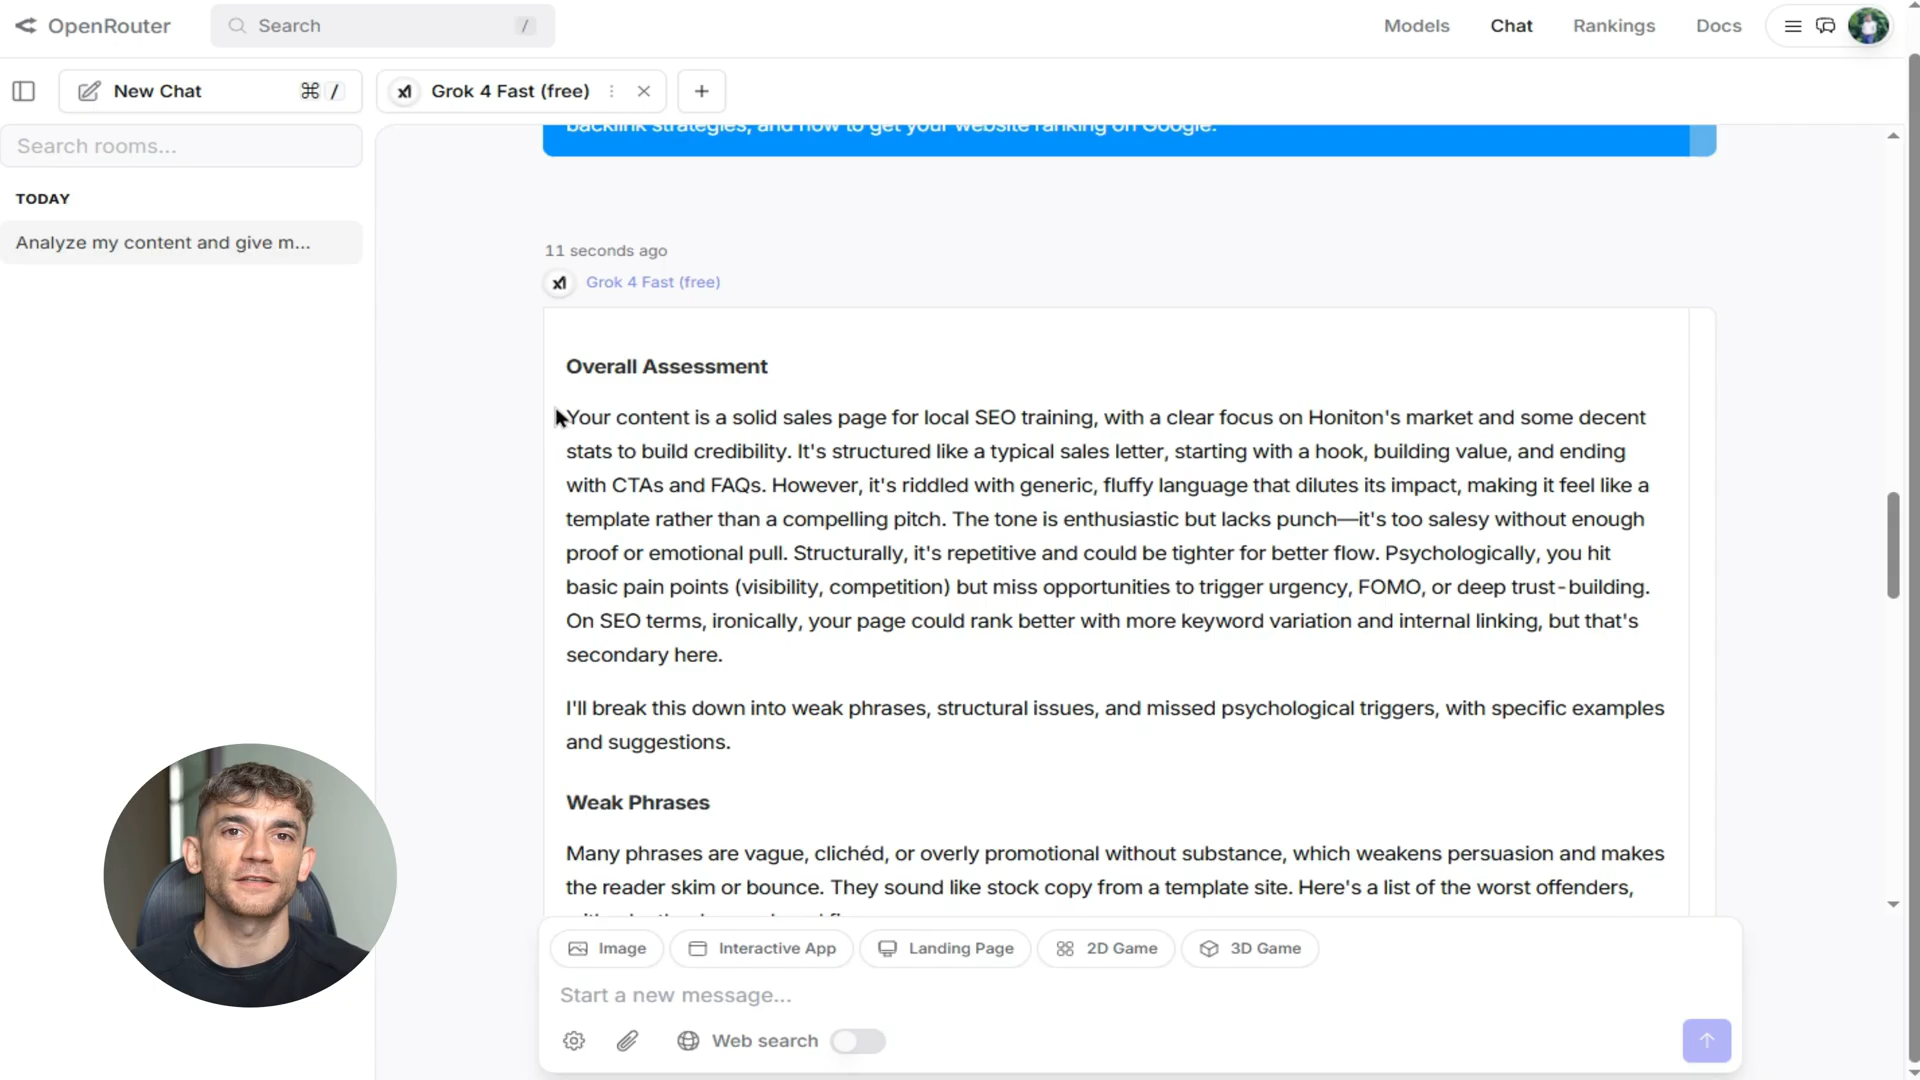 OpenRouter
Search
/
Models
Chat
Rankings
Docs
New Chat
⌘ /
Grok 4 Fast (free)
Search rooms...
TODAY
Analyze my content and give m...
backlink strategies, and how to get your website ranking on Google.
11 seconds ago
Grok 4 Fast (free)
Overall Assessment
Your content is a solid sales page for local SEO training, with a clear focus on Honiton's market and some decent
stats to build credibility. It's structured like a typical sales letter, starting with a hook, building value, and ending
with CTAs and FAQs. However, it's riddled with generic, fluffy language that dilutes its impact, making it feel like a
template rather than a compelling pitch. The tone is enthusiastic but lacks punch—it's too salesy without enough
proof or emotional pull. Structurally, it's repetitive and could be tighter for better flow. Psychologically, you hit
basic pain points (visibility, competition) but miss opportunities to trigger urgency, FOMO, or deep trust-building.
On SEO terms, ironically, your page could rank better with more keyword variation and internal linking, but that's
secondary here.
I'll break this down into weak phrases, structural issues, and missed psychological triggers, with specific examples
and suggestions.
Weak Phrases
Many phrases are vague, clichéd, or overly promotional without substance, which weakens persuasion and makes
the reader skim or bounce. They sound like stock copy from a template site. Here's a list of the worst offenders,
Image
Interactive App
Landing Page
2D Game
3D Game
Start a new message...
Web search